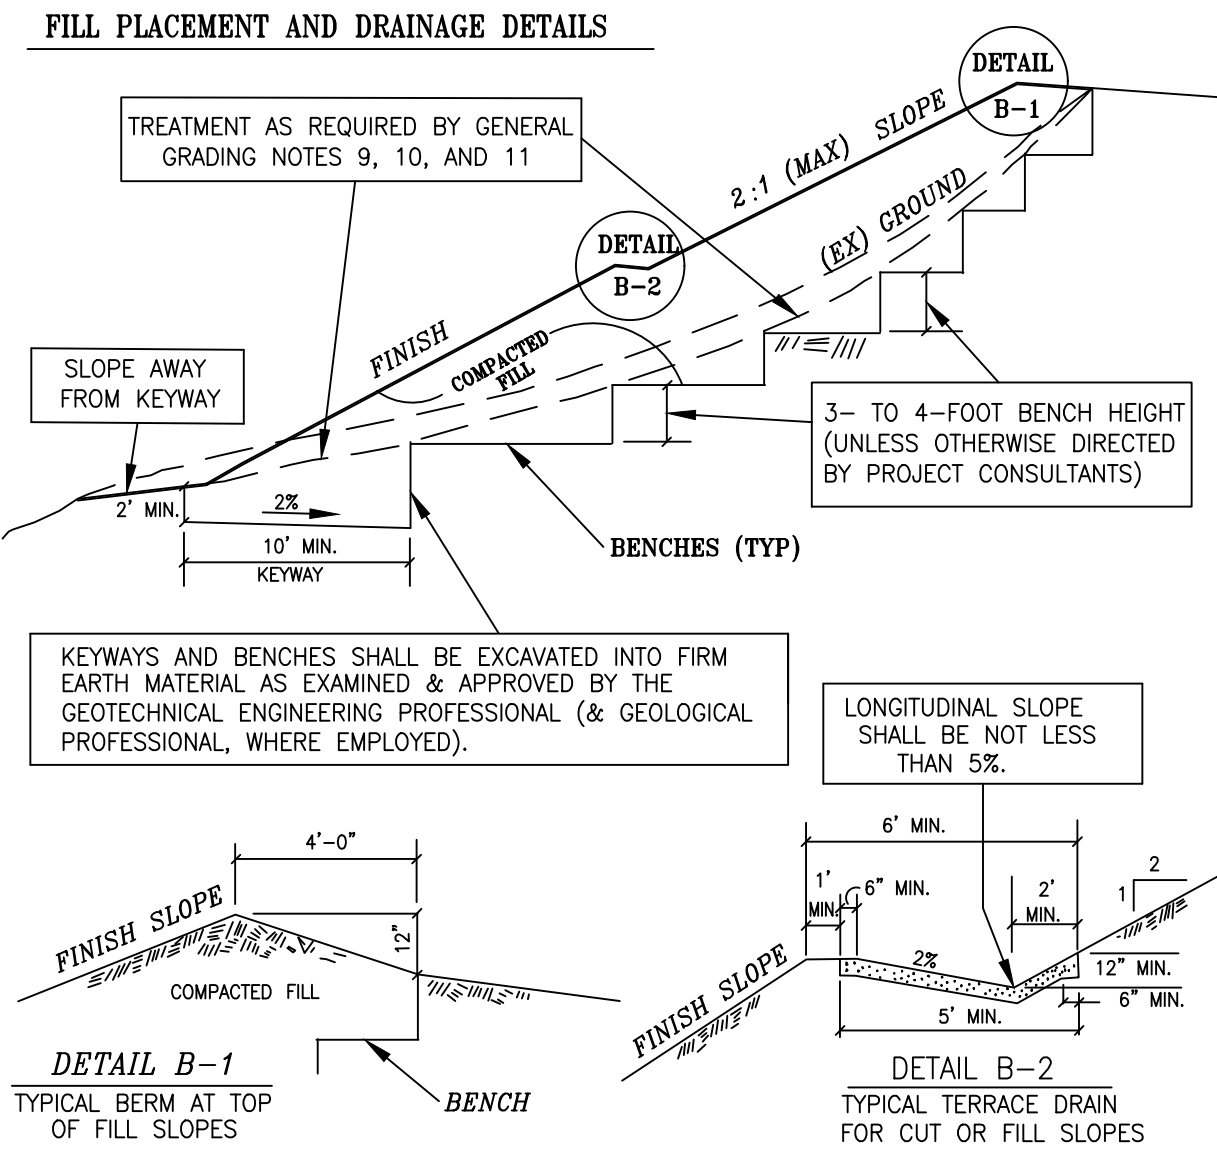 FILL PLACEMENT AND DRAINAGE DETAILS
DETAIL
B-1
TREATMENT AS REQUIRED BY GENERAL
GRADING NOTES 9, 10, AND 11
2:1 (MAX) SLOPE
(EX) GROUND
DETAIL
B-2
FINISH
COMPACTED
FILL
SLOPE AWAY
FROM KEYWAY
3- TO 4-FOOT BENCH HEIGHT
(UNLESS OTHERWISE DIRECTED
BY PROJECT CONSULTANTS)
2' MIN.
2%
10' MIN.
KEYWAY
BENCHES (TYP)
KEYWAYS AND BENCHES SHALL BE EXCAVATED INTO FIRM
EARTH MATERIAL AS EXAMINED & APPROVED BY THE
GEOTECHNICAL ENGINEERING PROFESSIONAL (& GEOLOGICAL
PROFESSIONAL, WHERE EMPLOYED).
LONGITUDINAL SLOPE
SHALL BE NOT LESS
THAN 5%.
4'-0"
FINISH SLOPE
12"
COMPACTED FILL
BENCH
DETAIL B-1
TYPICAL BERM AT TOP
OF FILL SLOPES
6' MIN.
1'
MIN.
6" MIN.
2'
MIN.
2
1
FINISH SLOPE
2%
12" MIN.
6" MIN.
5' MIN.
DETAIL B-2
TYPICAL TERRACE DRAIN
FOR CUT OR FILL SLOPES